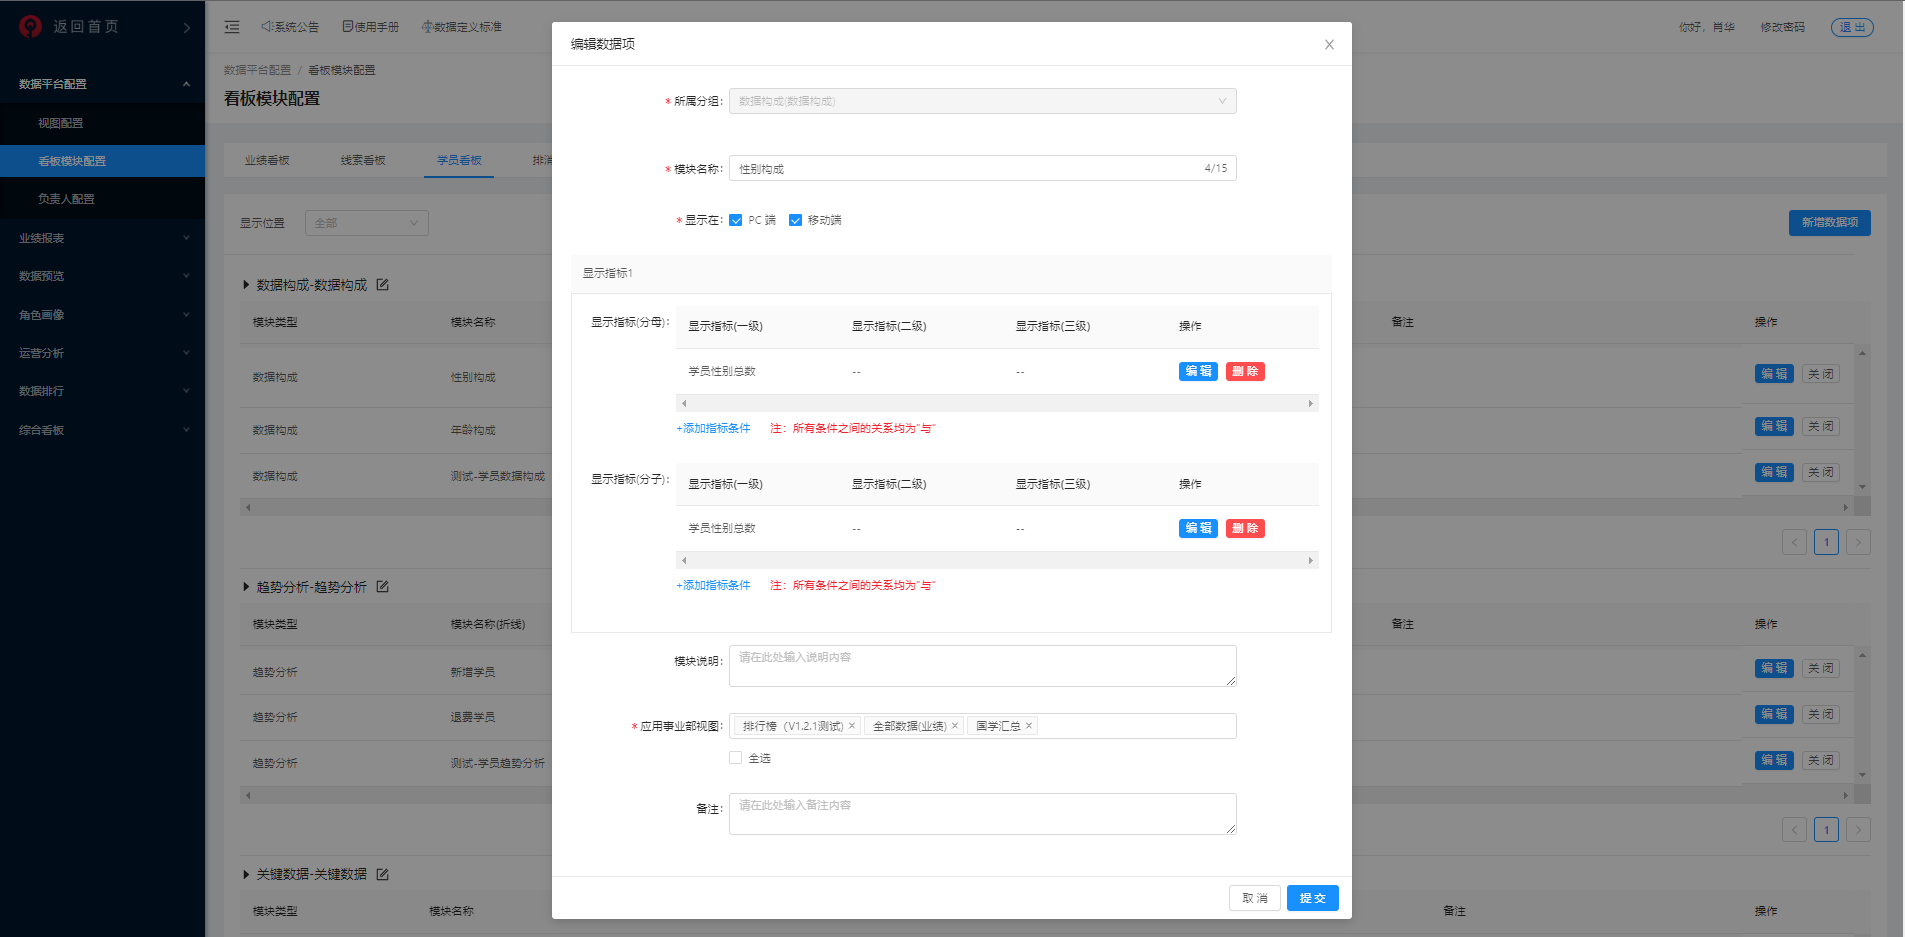 返回首页
系统公告 使用手册 数据定义标准
你好，肖华 修改密码 退 出
数据平台配置
视图配置
看板模块配置
负责人配置
业绩报表
数据预览
角色画像
运营分析
数据排行
综合看板
数据平台配置 / 看板模块配置
看板模块配置
业绩看板 线索看板 学员看板
显示位置 全部
新增数据项
数据构成-数据构成
模块类型 模块名称 备注 操作
数据构成 性别构成 编 辑 关 闭
数据构成 年龄构成 编 辑 关 闭
数据构成 测试-学员数据构成 编 辑 关 闭
1
趋势分析-趋势分析
模块类型 模块名称(折线) 备注 操作
趋势分析 新增学员 编 辑 关 闭
趋势分析 退费学员 编 辑 关 闭
趋势分析 测试-学员趋势分析 编 辑 关 闭
1
关键数据-关键数据
模块类型 模块名称 备注 操作
编辑数据项
* 所属分组: 数据构成(数据构成)
* 模块名称: 性别构成 4/15
* 显示在: PC 端 移动端
显示指标1
显示指标(分母): 显示指标(一级) 显示指标(二级) 显示指标(三级) 操作
学员性别总数 -- -- 编 辑 删 除
+添加指标条件 注：所有条件之间的关系均为"与"
显示指标(分子): 显示指标(一级) 显示指标(二级) 显示指标(三级) 操作
学员性别总数 -- -- 编 辑 删 除
+添加指标条件 注：所有条件之间的关系均为"与"
模块说明: 请在此处输入说明内容
* 应用事业部视图: 排行榜（V1.2.1测试) 全部数据(业绩) 国学汇总
全选
备注: 请在此处输入备注内容
取 消 提 交